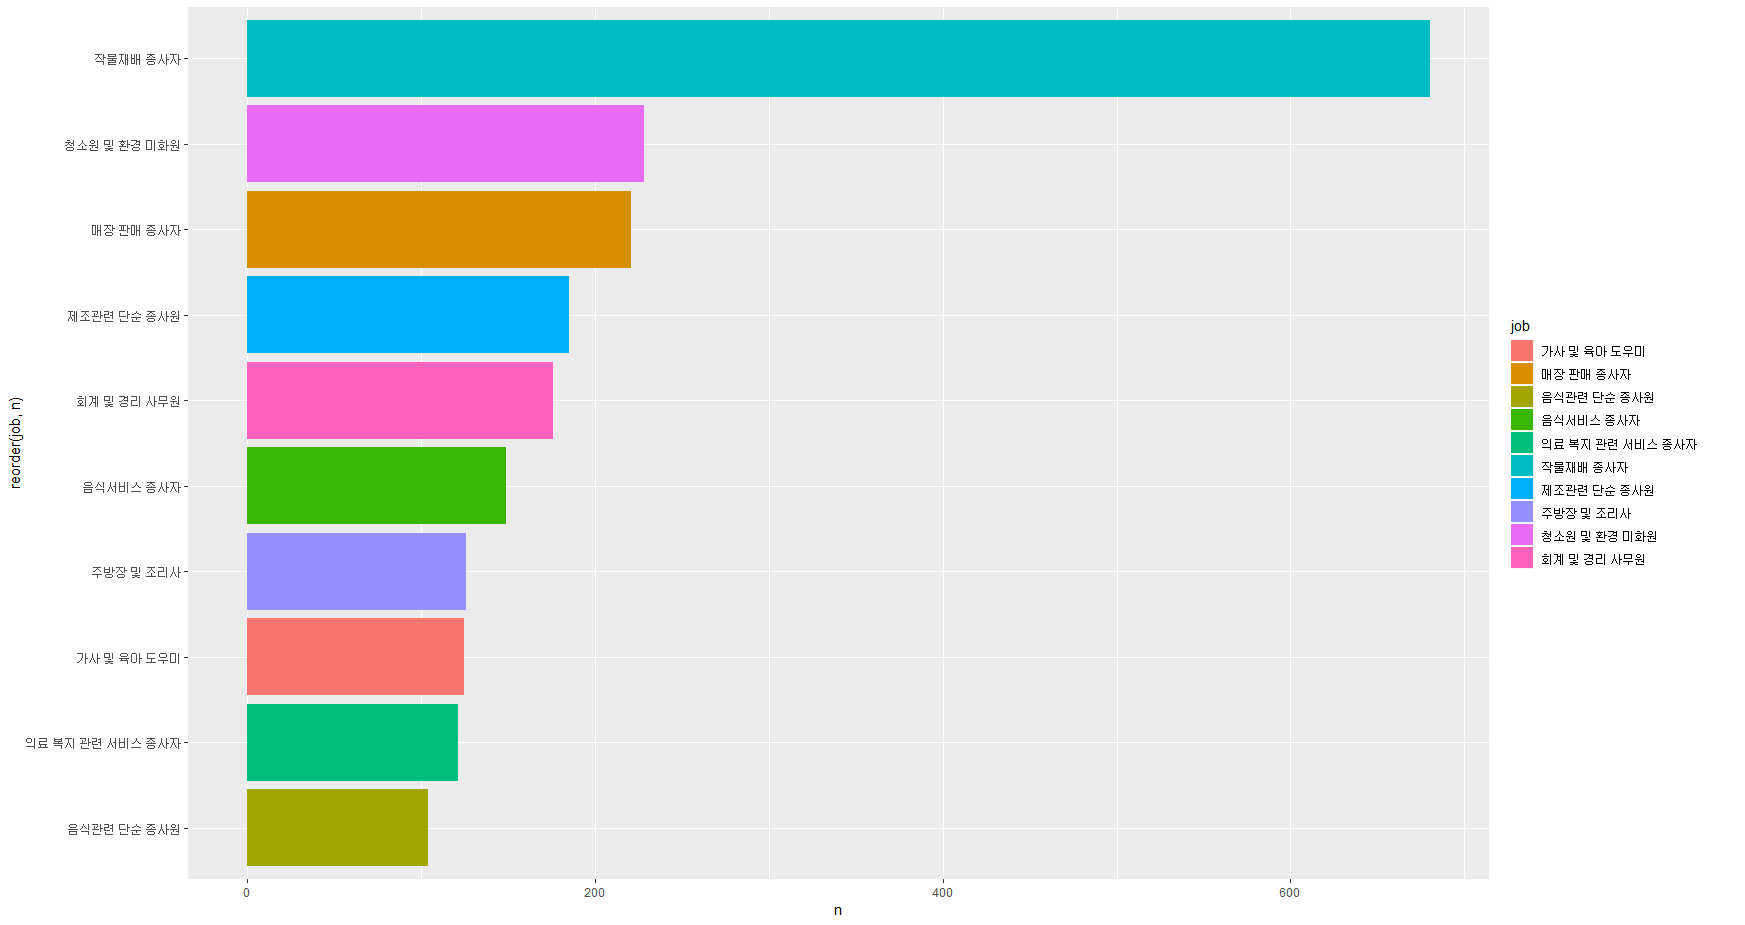 작물재배 종사자
청소원 및 환경 미화원
매장 판매 종사자
제조관련 단순 종사원
회계 및 경리 사무원
음식서비스 종사자
주방장 및 조리사
가사 및 육아 도우미
의료 복지 관련 서비스 종사자
음식관련 단순 종사원
reorder(job, n)
0
200
400
600
n
job
가사 및 육아 도우미
매장 판매 종사자
음식관련 단순 종사원
음식서비스 종사자
의료 복지 관련 서비스 종사자
작물재배 종사자
제조관련 단순 종사원
주방장 및 조리사
청소원 및 환경 미화원
회계 및 경리 사무원